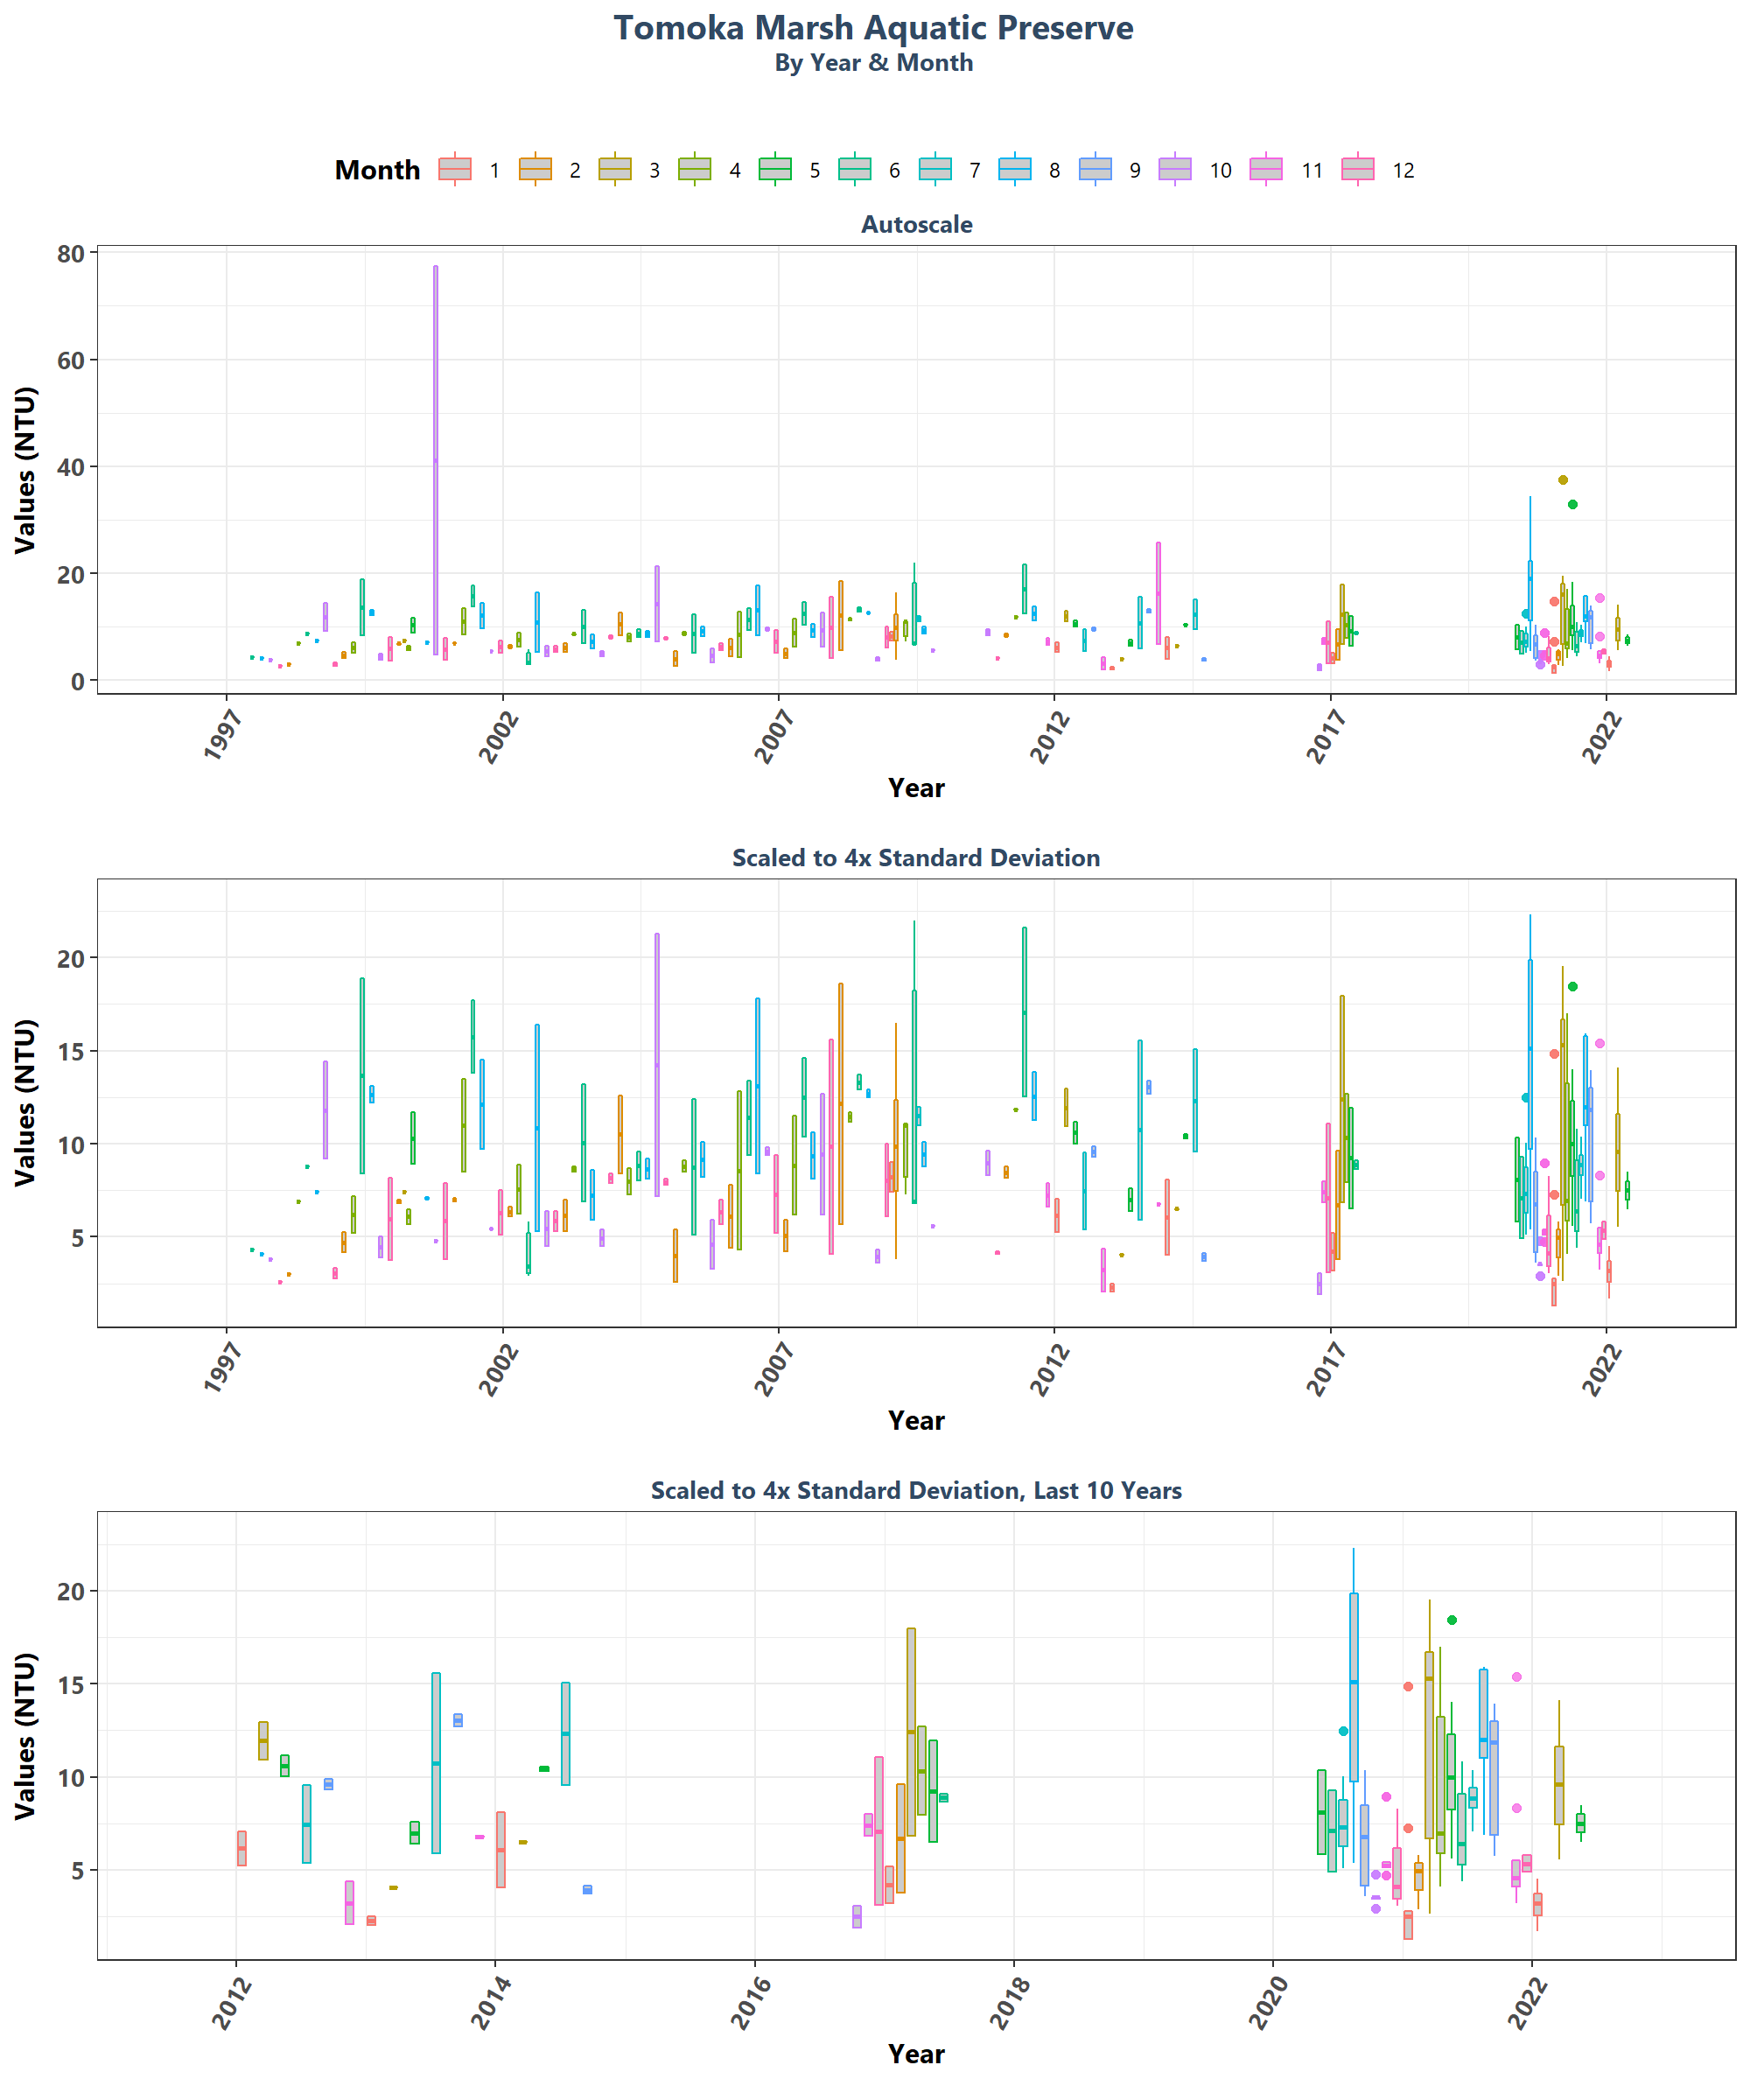 Tomoka Marsh Aquatic Preserve
By Year & Month
Month 1 2 3 4 5 6 7 8 9 10 11 12
Autoscale
80
60
40
20
0
Values (NTU)
1997 2002 2007 2012 2017 2022
Year
Scaled to 4x Standard Deviation
20
15
10
5
Values (NTU)
1997 2002 2007 2012 2017 2022
Year
Scaled to 4x Standard Deviation, Last 10 Years
20
15
10
5
Values (NTU)
2012 2014 2016 2018 2020 2022
Year